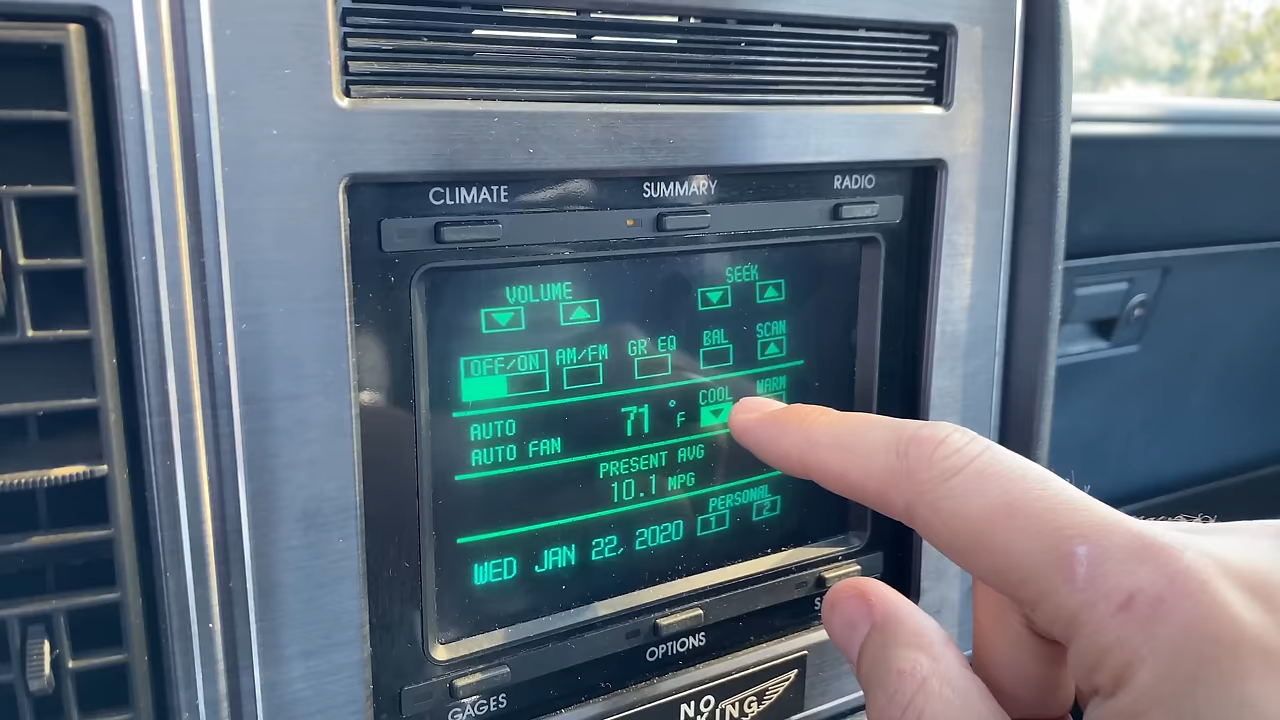 CLIMATE SUMMARY RADIO
VOLUME SEEK
OFF/ON AM/FM GR EQ BAL SCAN
COOL WARM
AUTO 71 °F
AUTO FAN
PRESENT AVG
10.1 MPG
PERSONAL
1 2
WED JAN 22, 2020
OPTIONS
GAGES
NO